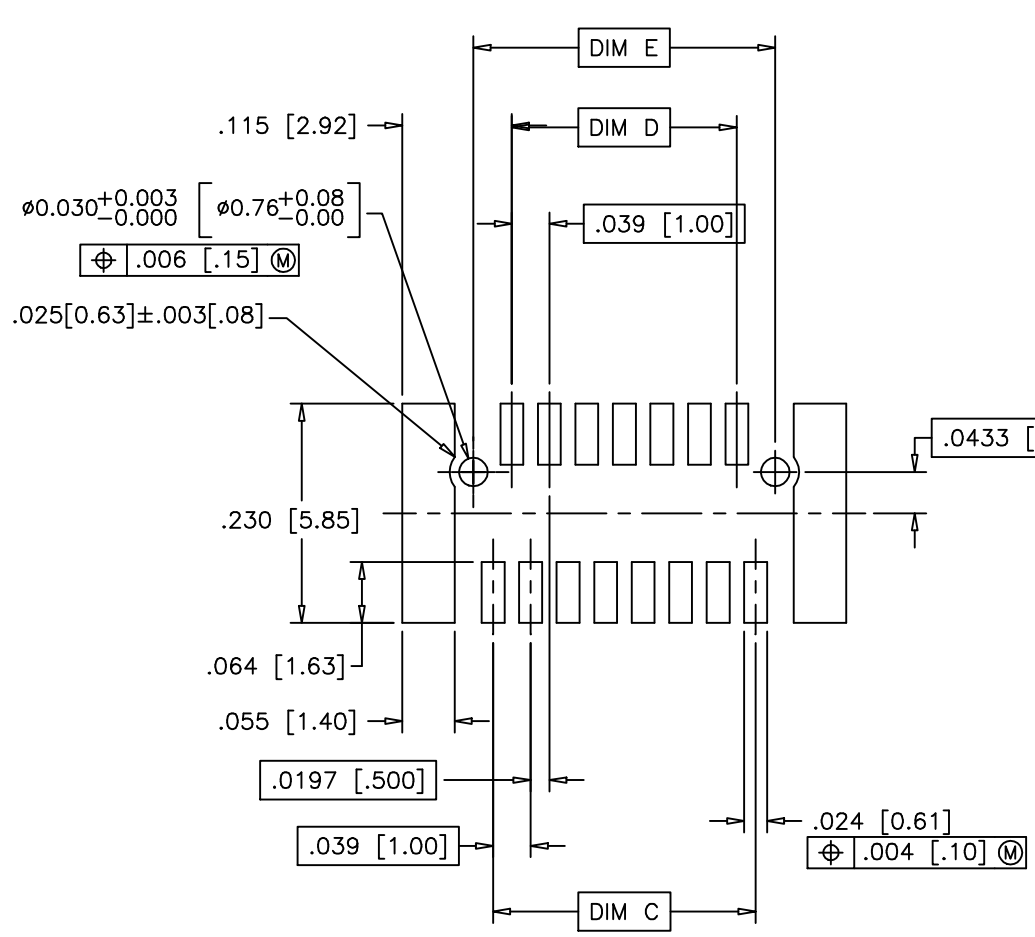 DIM E
.115 [2.92]
DIM D
ø0.030+0.003 −0.000 [ø0.76+0.08 −0.00]
.039 [1.00]
⌖ .006 [.15] Ⓜ
.025[0.63]±.003[.08]
.0433 [
.230 [5.85]
.064 [1.63]
.055 [1.40]
.0197 [.500]
.024 [0.61]
.039 [1.00]
⌖ .004 [.10] Ⓜ
DIM C